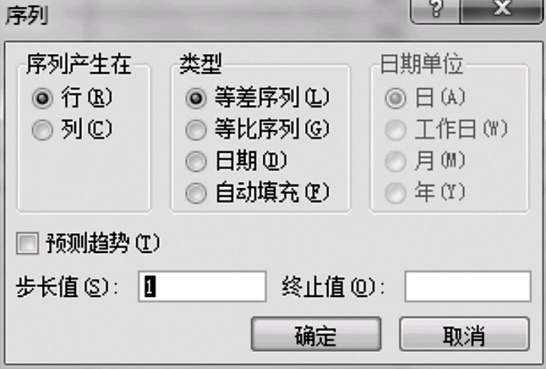 序列
?
x
序列产生在
行(R)
列(C)
类型
等差序列(L)
等比序列(G)
日期(D)
自动填充(F)
日期单位
日(A)
工作日(W)
月(M)
年(Y)
预测趋势(T)
步长值(S): 1
终止值(O):
确定
取消